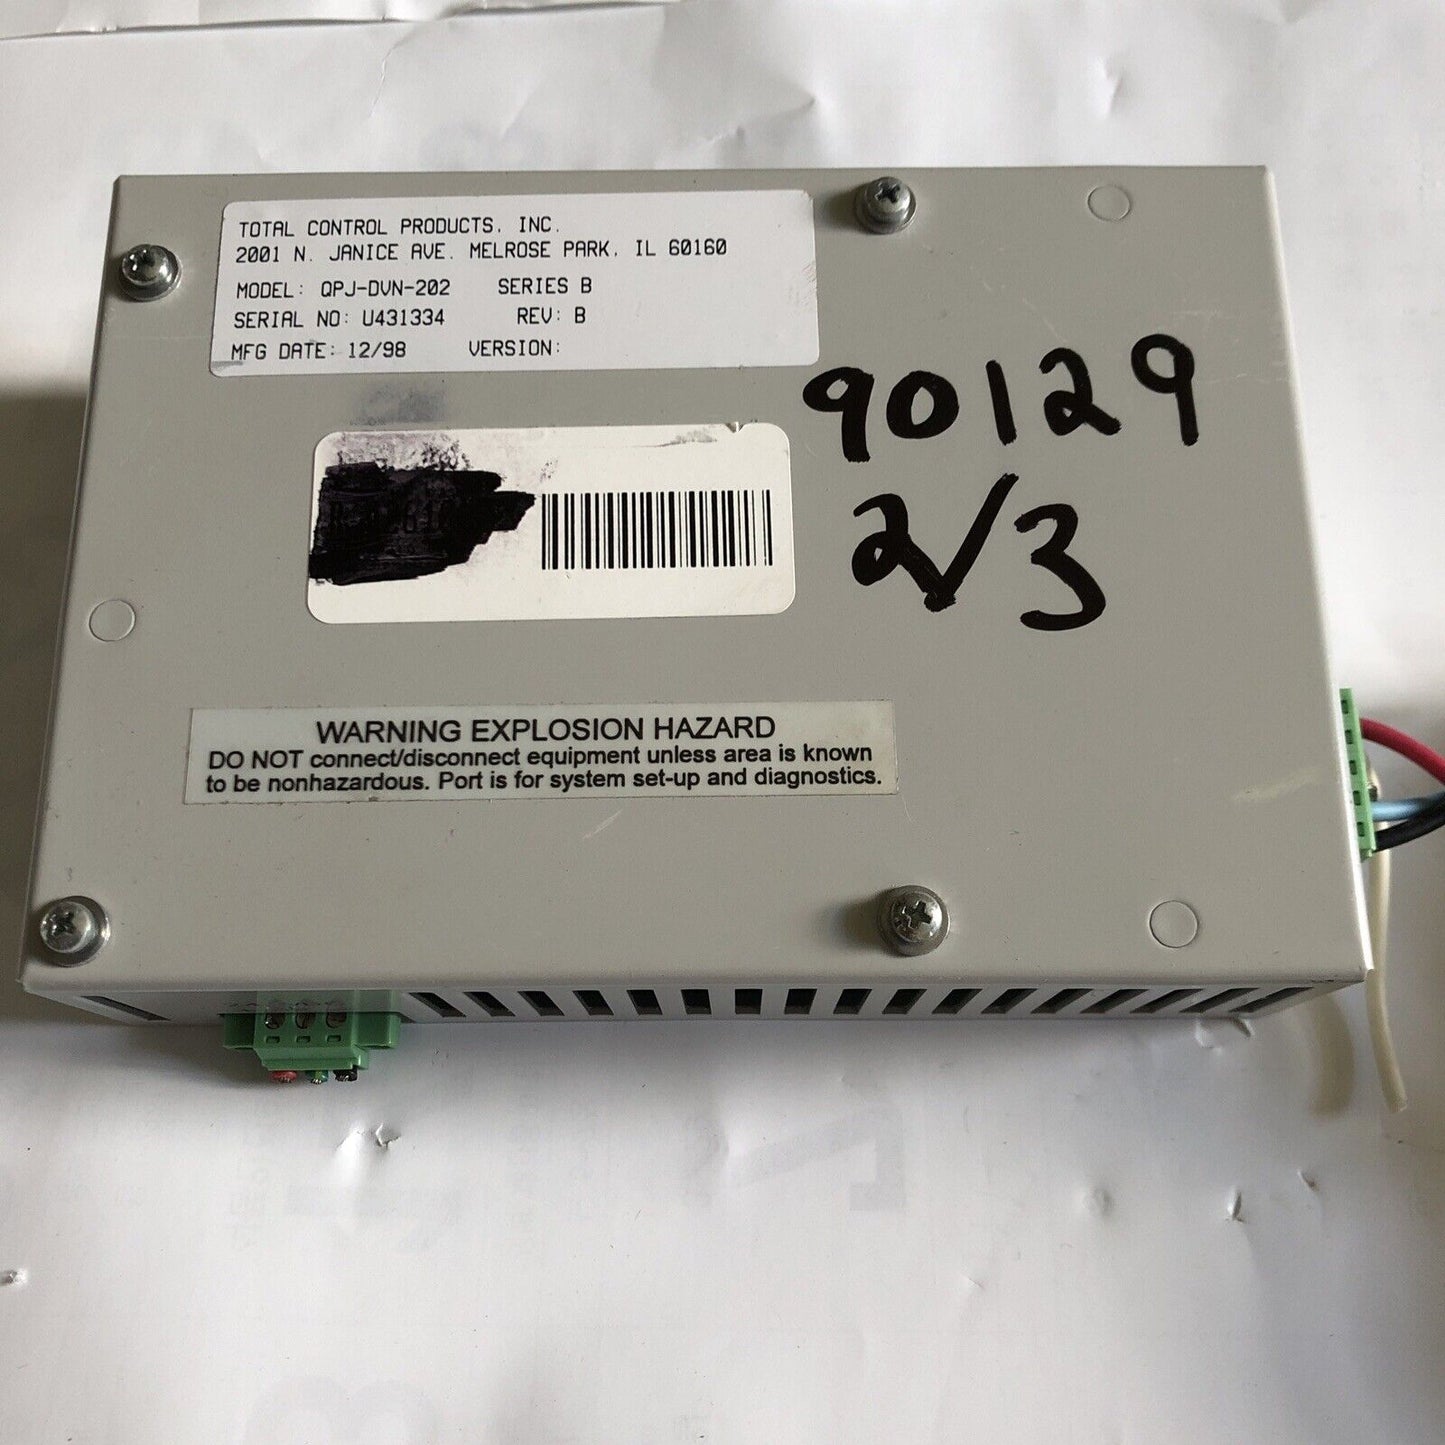 TOTAL CONTROL PRODUCTS, INC.
2001 N. JANICE AVE. MELROSE PARK, IL 60160
MODEL: QPJ-DVN-202 SERIES B
SERIAL NO: U431334 REV: B
MFG DATE: 12/98 VERSION:
90129
2/3
WARNING EXPLOSION HAZARD
DO NOT connect/disconnect equipment unless area is known
to be nonhazardous. Port is for system set-up and diagnostics.